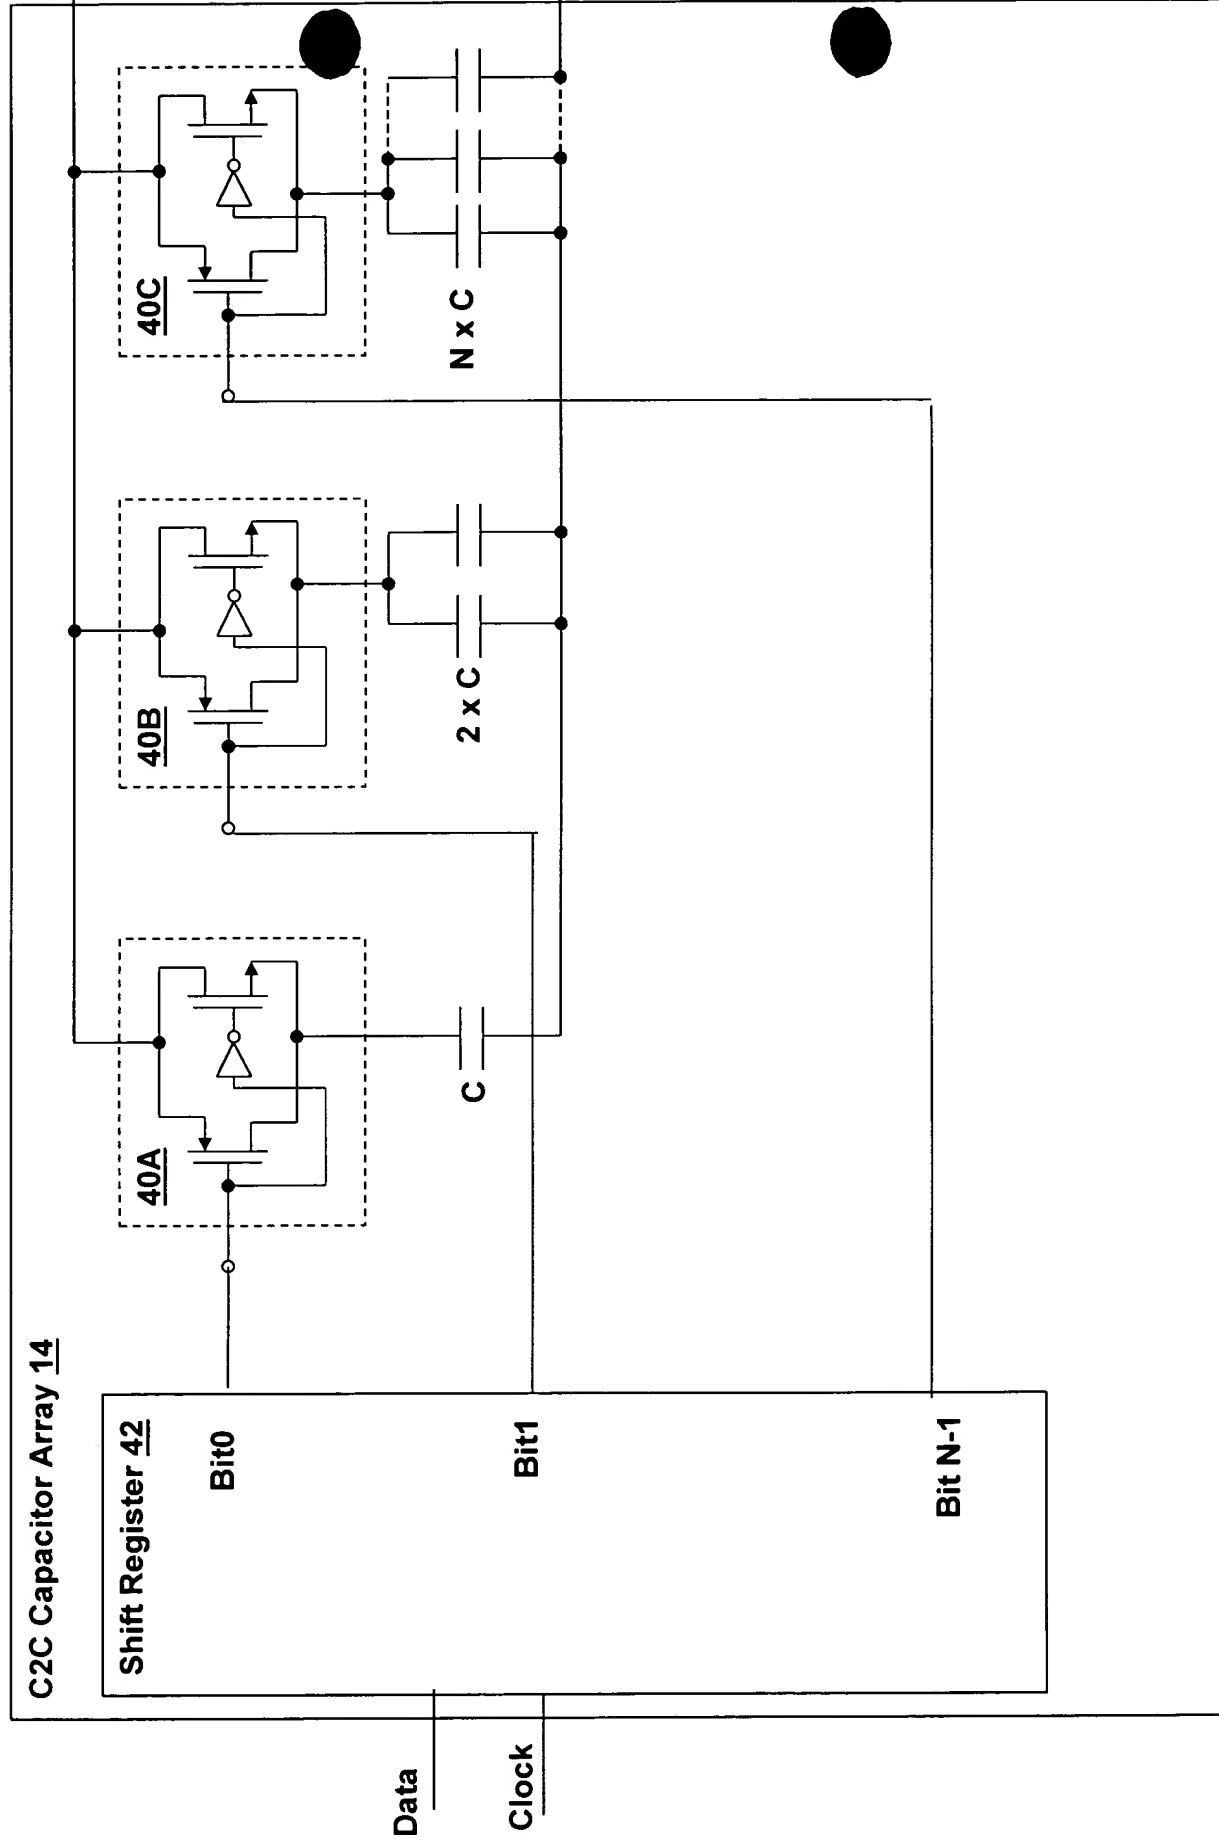 C2C Capacitor Array 14
Shift Register 42
Bit0
Bit1
Bit N-1
Data
Clock
40A
40B
40C
C
2 x C
N x C